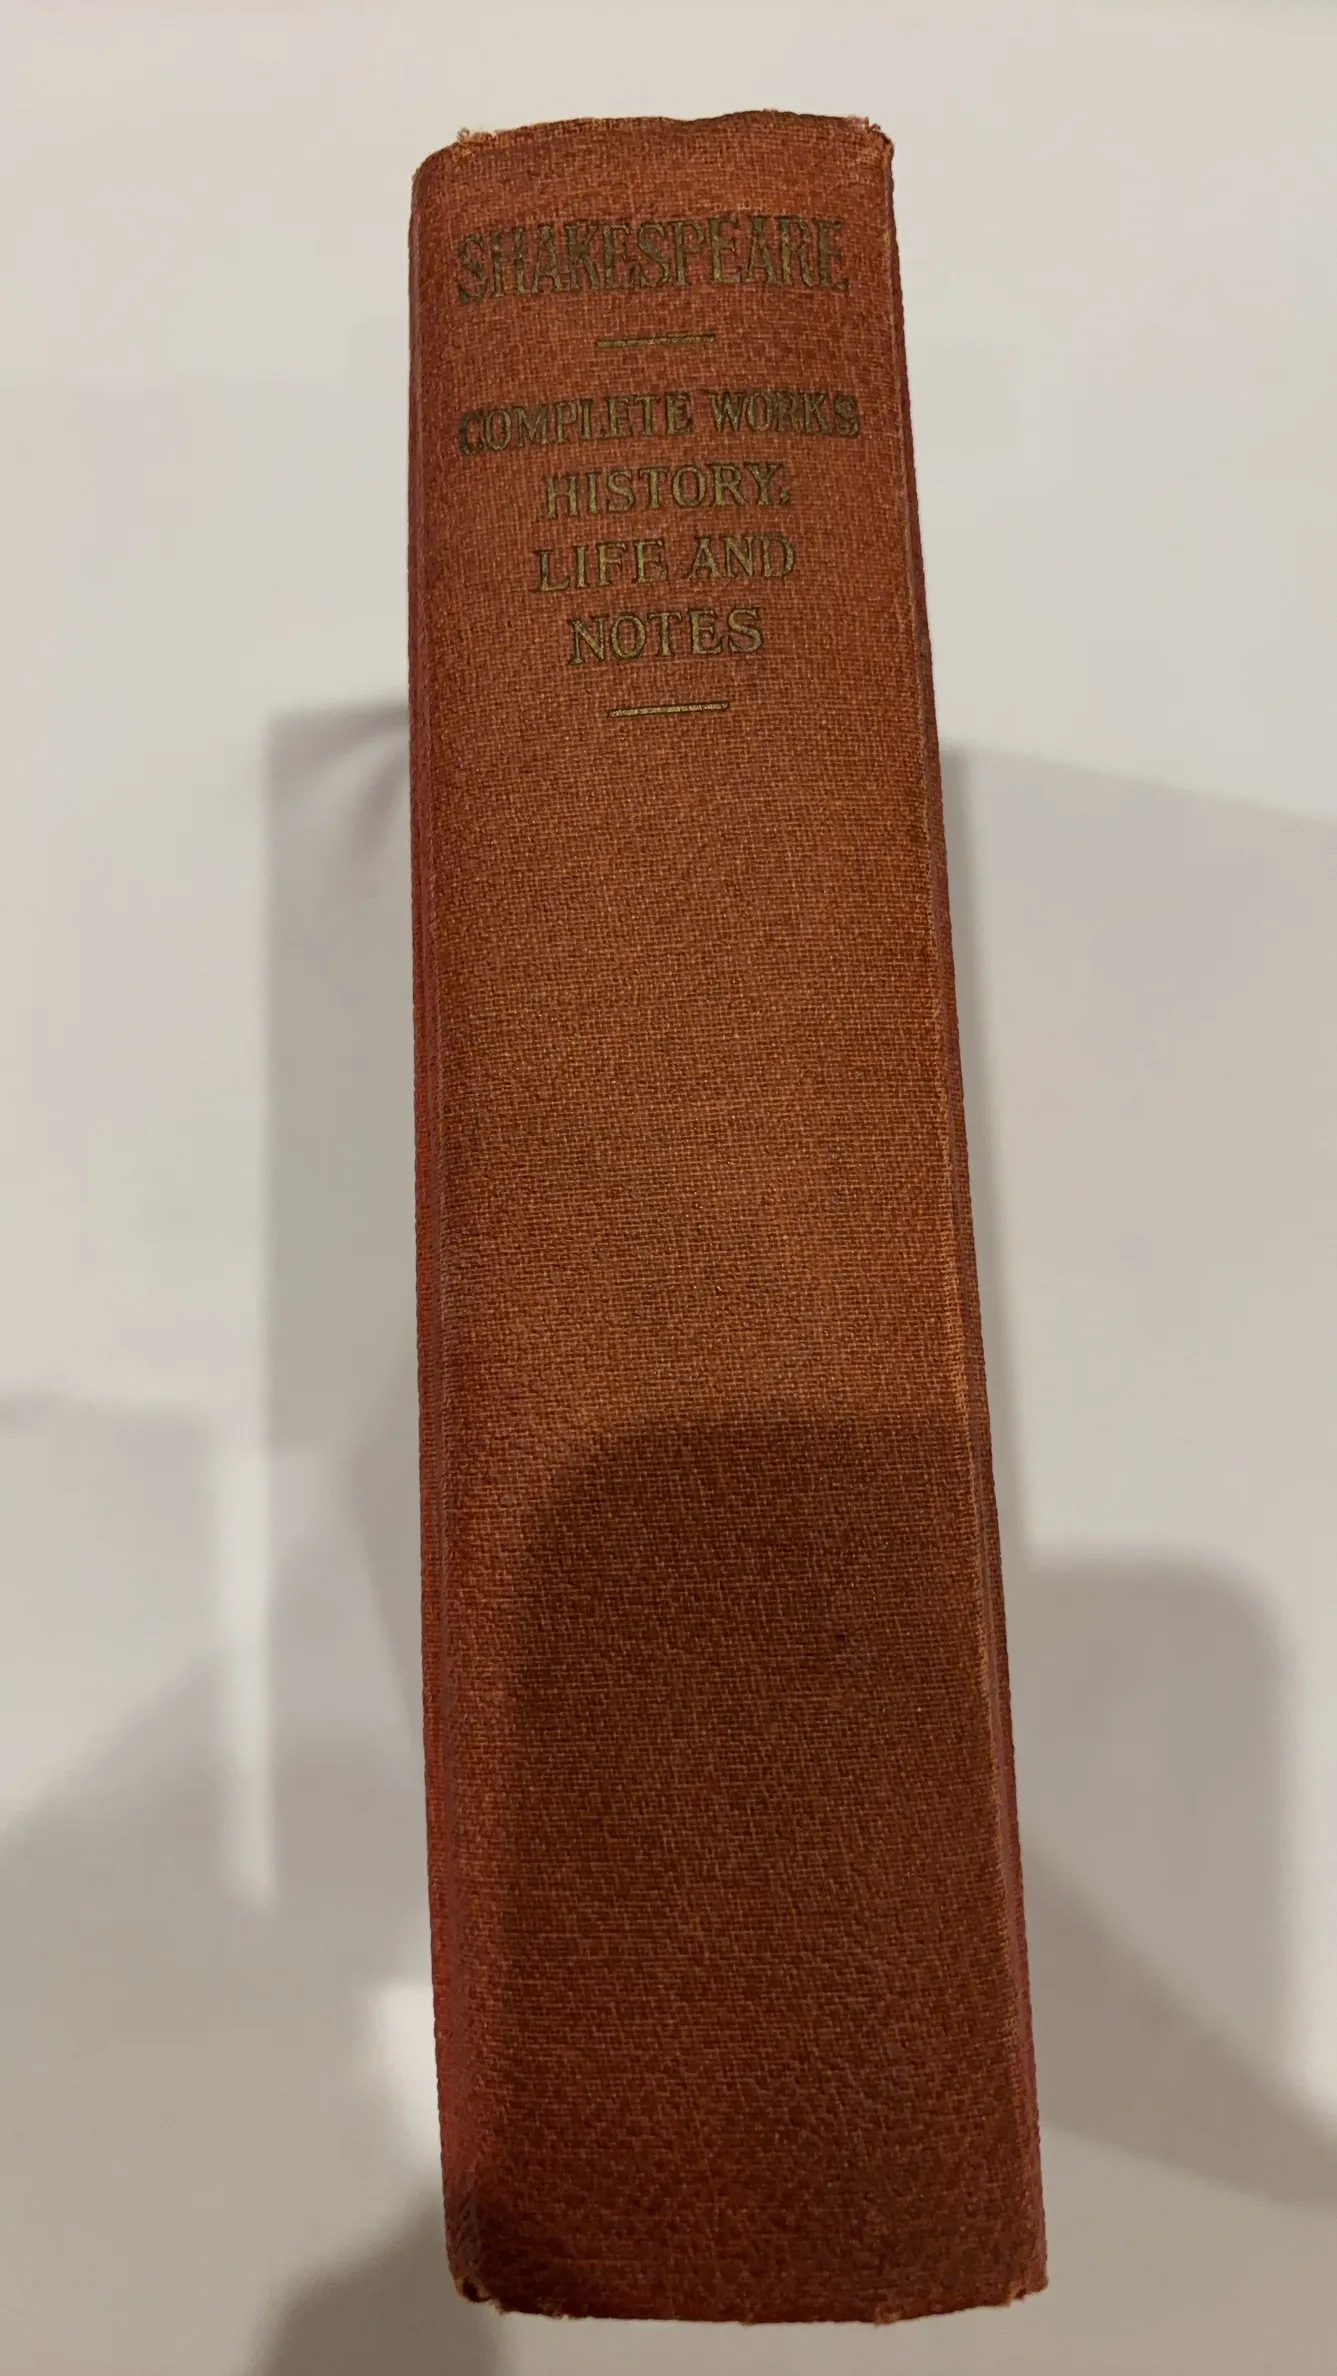 SHAKESPEARE
COMPLETE WORKS
HISTORY,
LIFE AND
NOTES